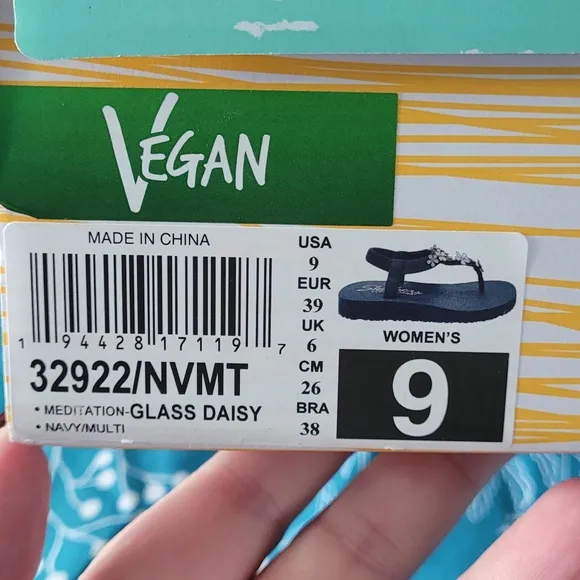 VEGAN
MADE IN CHINA
1 94428 17119 7
32922/NVMT
• MEDITATION-GLASS DAISY
• NAVY/MULTI
USA
9
EUR
39
UK
6
CM
26
BRA
38
WOMEN'S
9